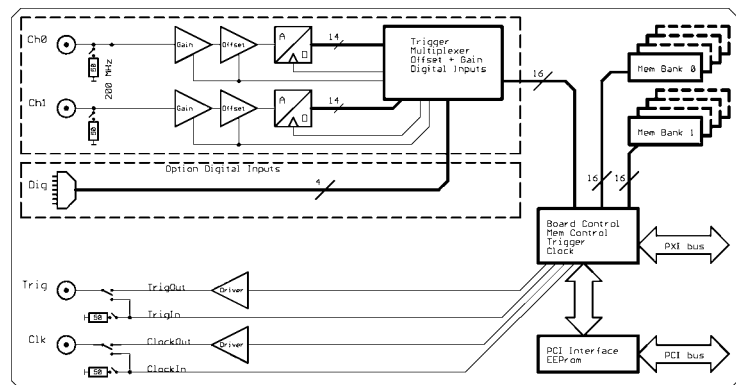 Ch0
50
200 MHz
Gain
Offset
A
D
14
Trigger
Multiplexer
Offset + Gain
Digital Inputs
16
Mem Bank 0
Ch1
50
Gain
Offset
A
D
14
Mem Bank 1
Option Digital Inputs
Dig
4
16
16
Board Control
Mem Control
Trigger
Clock
PXI bus
Trig
TrigOut
Driver
50
TrigIn
Clk
ClockOut
Driver
50
ClockIn
PCI Interface
EEProm
PCI bus